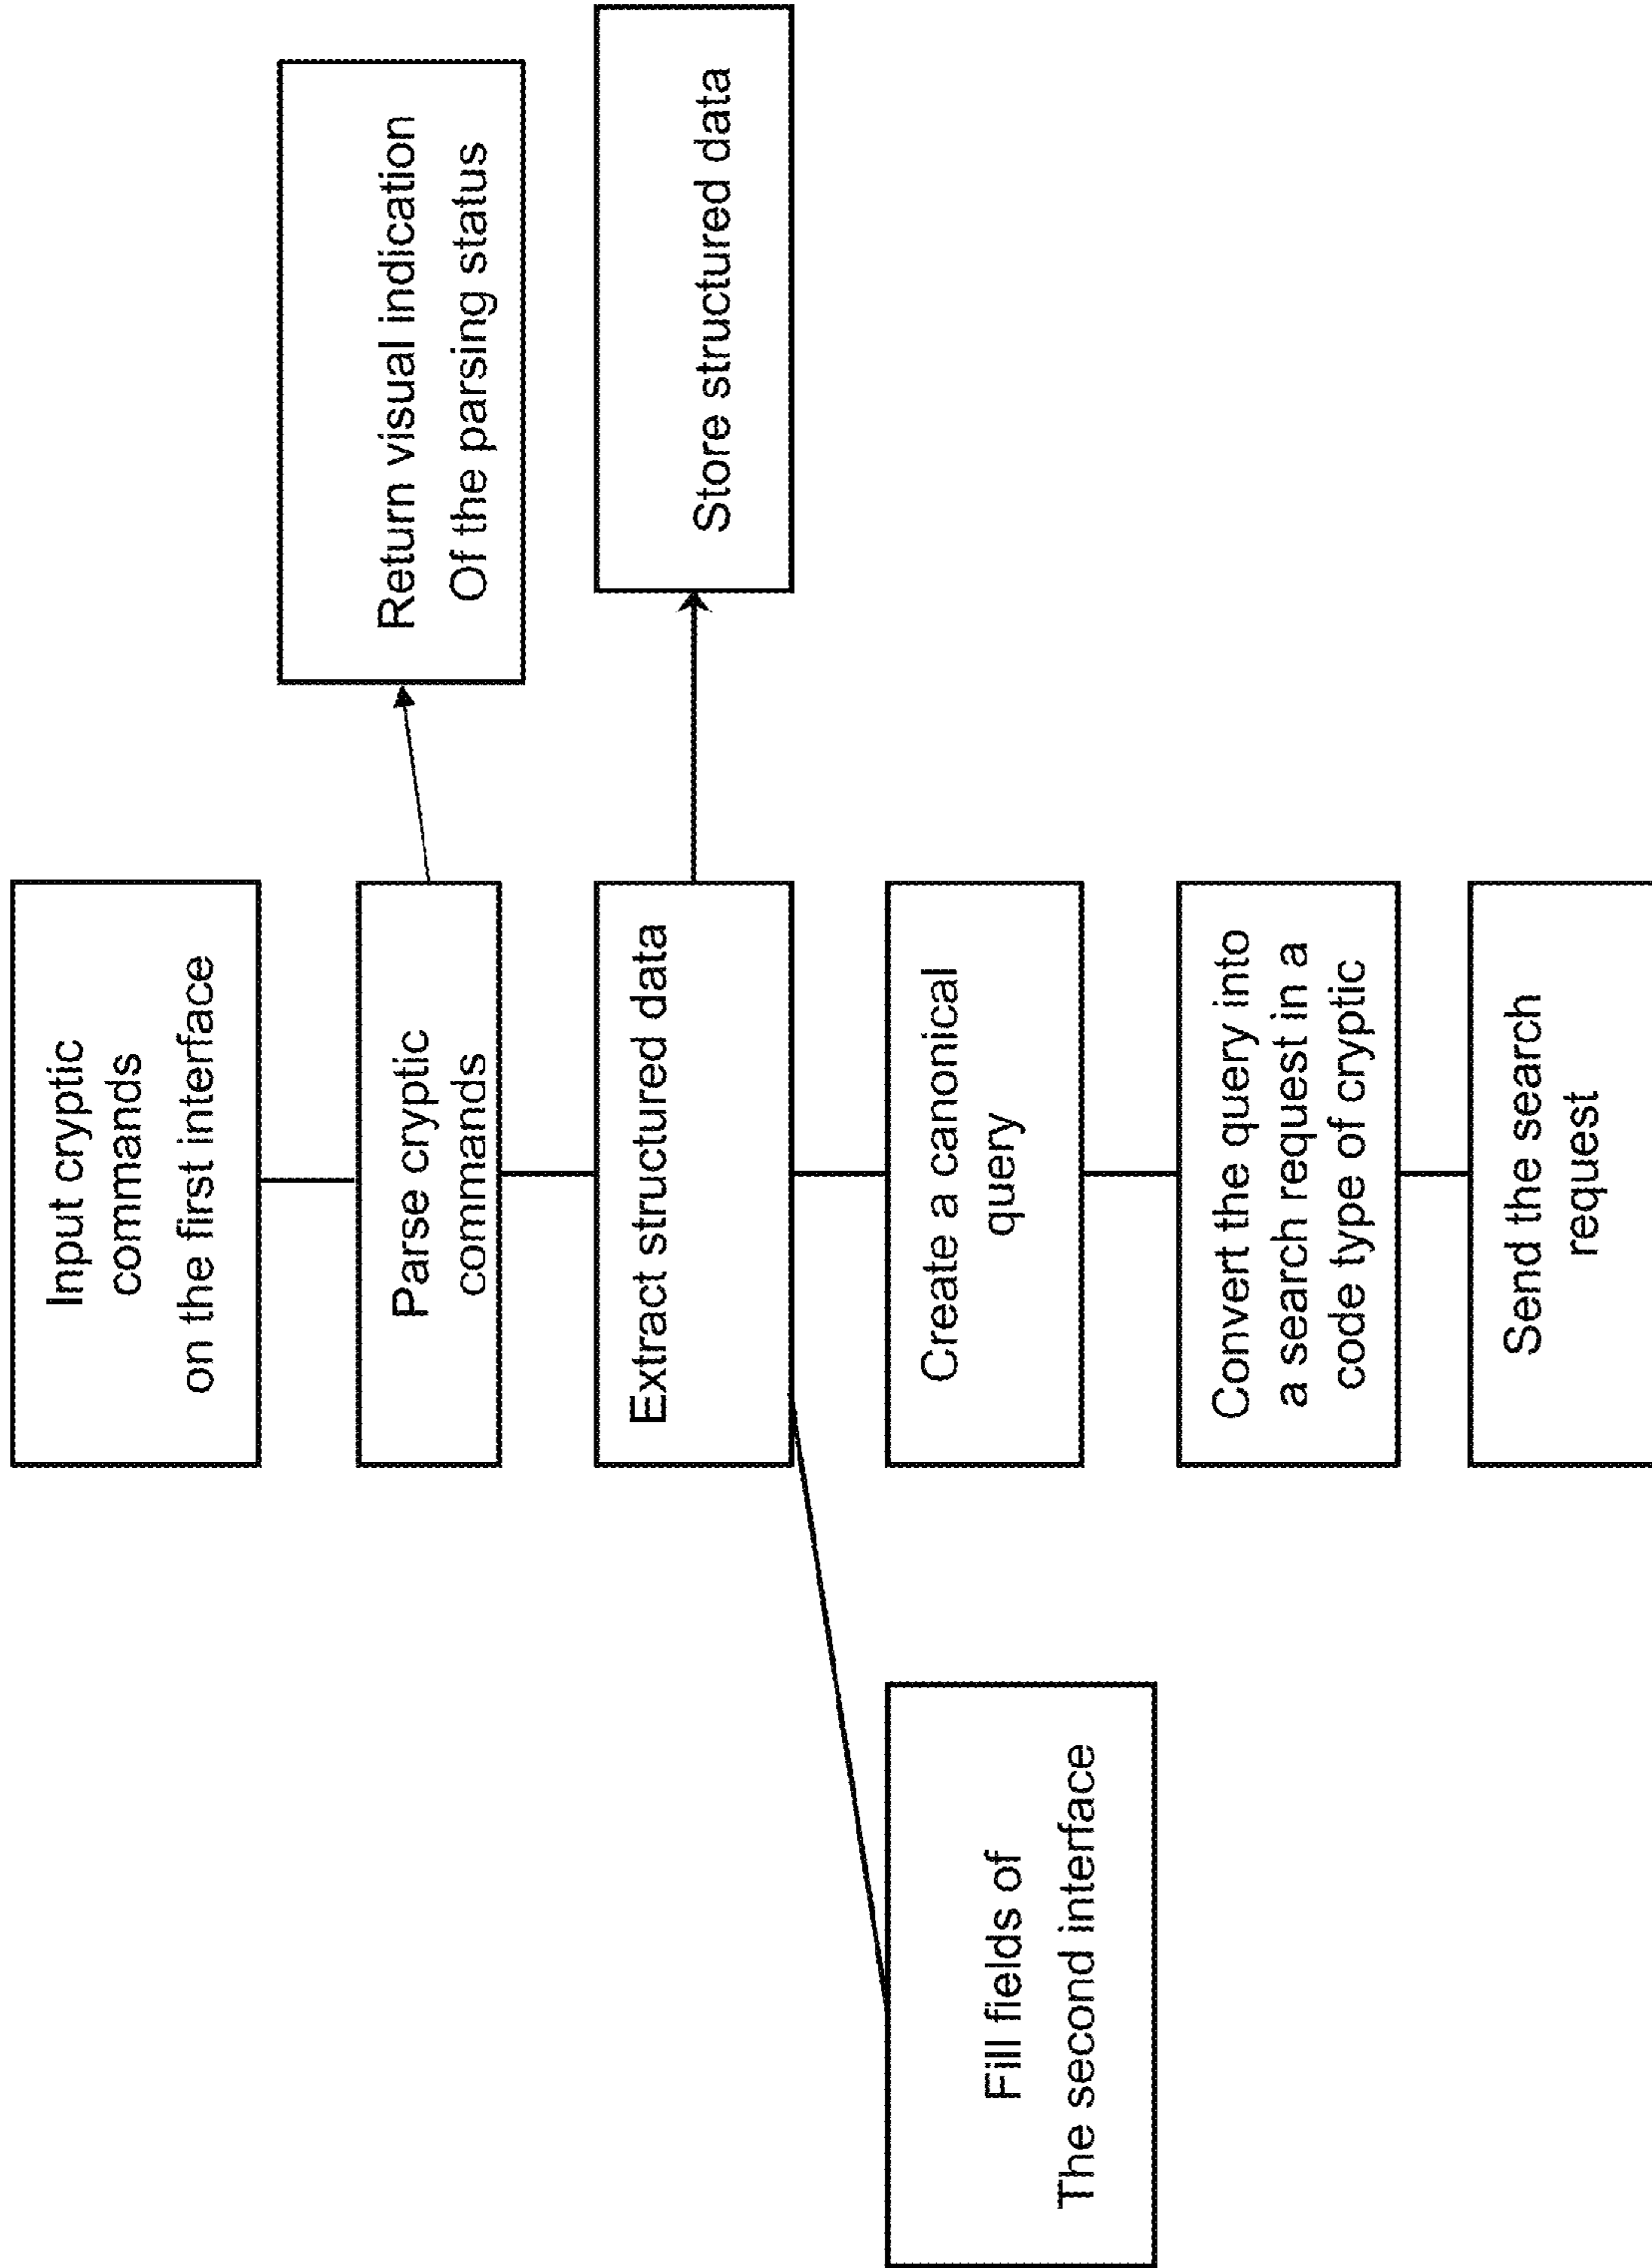 Input cryptic
commands
on the first interface
Parse cryptic
commands
Return visual indication
Of the parsing status
Extract structured data
Store structured data
Fill fields of
The second interface
Create a canonical
query
Convert the query into
a search request in a
code type of cryptic
Send the search
request